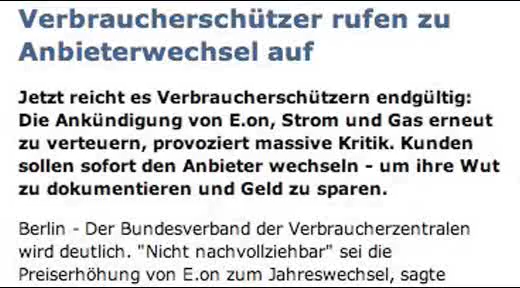 Verbraucherschützer rufen zu
Anbieterwechsel auf
Jetzt reicht es Verbraucherschützern endgültig:
Die Ankündigung von E.on, Strom und Gas erneut
zu verteuern, provoziert massive Kritik. Kunden
sollen sofort den Anbieter wechseln - um ihre Wut
zu dokumentieren und Geld zu sparen.
Berlin - Der Bundesverband der Verbraucherzentralen
wird deutlich. "Nicht nachvollziehbar" sei die
Preiserhöhung von E.on zum Jahreswechsel, sagte